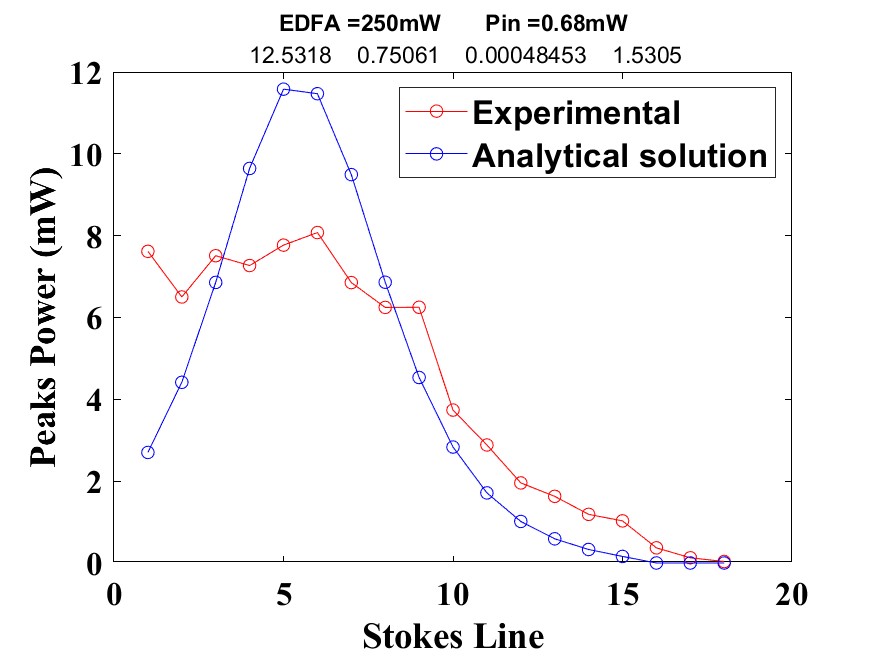 EDFA =250mW Pin =0.68mW
12.5318 0.75061 0.00048453 1.5305
12
10
8
6
4
2
0
Peaks Power (mW)
Experimental
Analytical solution
0 5 10 15 20
Stokes Line